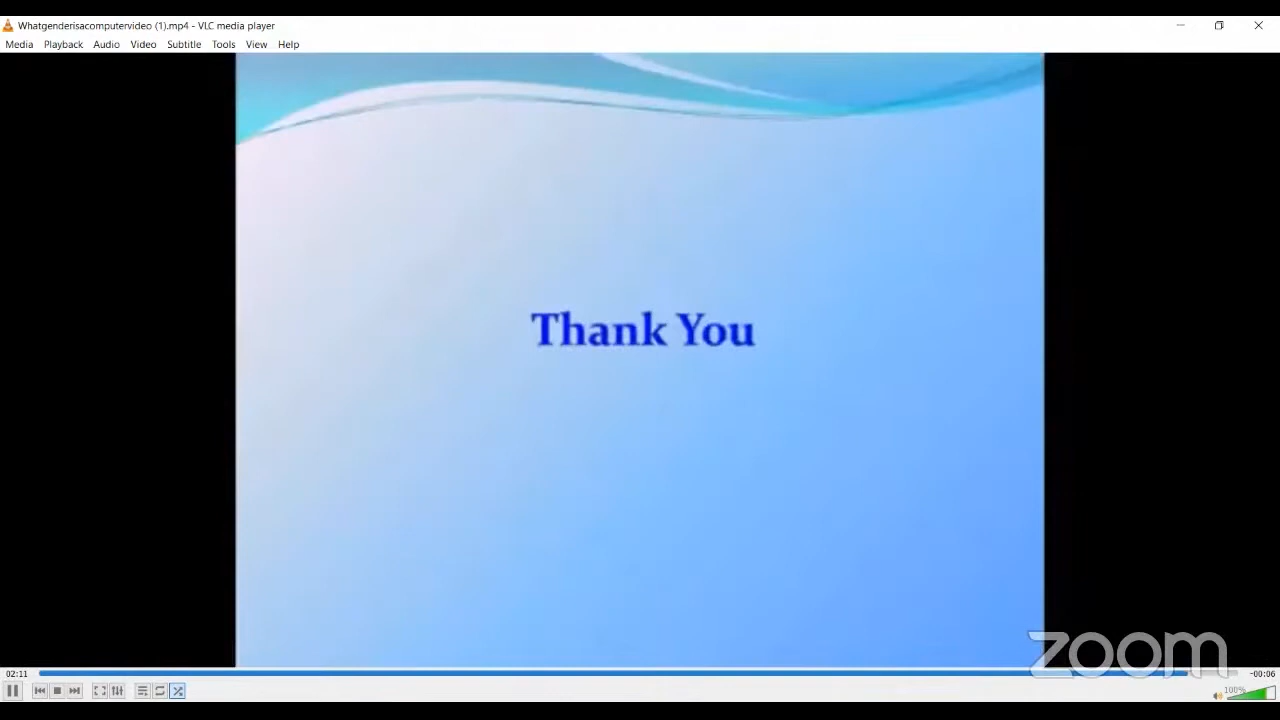 Whatgenderisacomputervideo (1).mp4 - VLC media player
Media Playback Audio Video Subtitle Tools View Help
Thank You
zoom
02:11
-00:06
100%